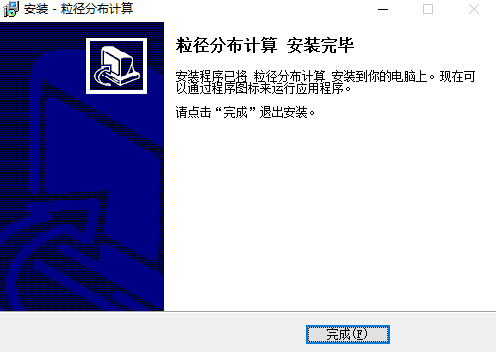 安装 - 粒径分布计算
粒径分布计算 安装完毕
安装程序已将 粒径分布计算 安装到你的电脑上。现在可
以通过程序图标来运行应用程序。
请点击“完成”退出安装。
完成(F)